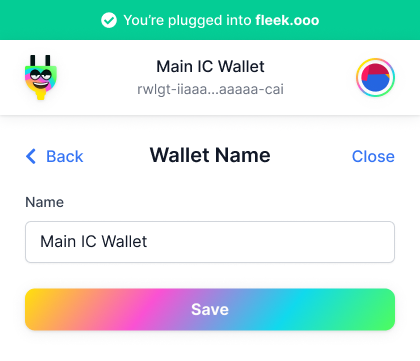 You're plugged into fleek.ooo
Main IC Wallet
rwlgt-iiaaa...aaaaa-cai
Back
Wallet Name
Close
Name
Main IC Wallet
Save